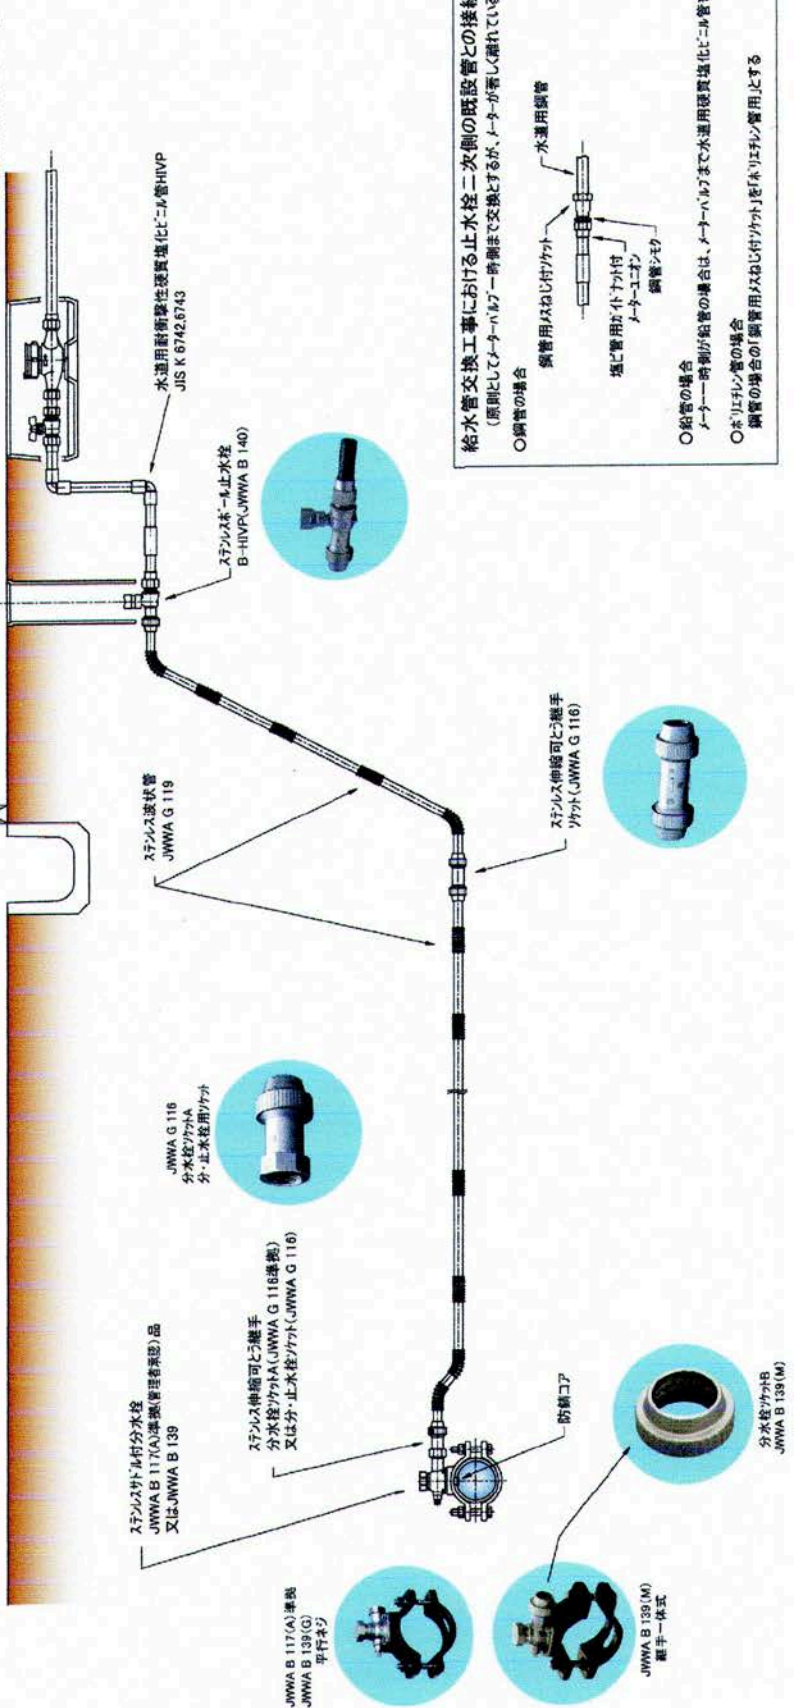 水道用耐衝撃性硬質塩化ビニル管HIVP
JIS K 6742,6743
ステンレスボール止水栓
B-HIVP(JWWA B 140)
ステンレス波状管
JWWA G 119
ステンレス伸縮可とう継手
ソケット(JWWA G 116)
JWWA G 116
分水栓ソケットA
分・止水栓用ソケット
ステンレス伸縮可とう継手
分水栓ソケットA(JWWA G 116準拠)
又は分・止水栓ソケット(JWWA G 116)
ステンレスサドル付分水栓
JWWA B 117(A)準拠(管理者承認)品
又はJWWA B 139
防錆コア
JWWA B 117(A)準拠
JWWA B 139(G)
平行ネジ
JWWA B 139(M)
継手一体式
分水栓ソケットB
JWWA B 139(M)
給水管交換工事における止水栓二次側の既設管との接続
(原則としてメーターバルブ一時側まで交換とするが、メーターが著しく離れている
○鋼管の場合
鋼管用メスねじ付ソケット
水道用鋼管
塩ビ管用ガイドナット付
メーターユニオン
鋼管シモク
○鉛管の場合
メーター一時側が鉛管の場合は、メーターバルブまで水道用硬質塩化ビニル管
○ポリエチレン管の場合
鋼管の場合の「鋼管用メスねじ付ソケット」を「ポリエチレン管用」とする